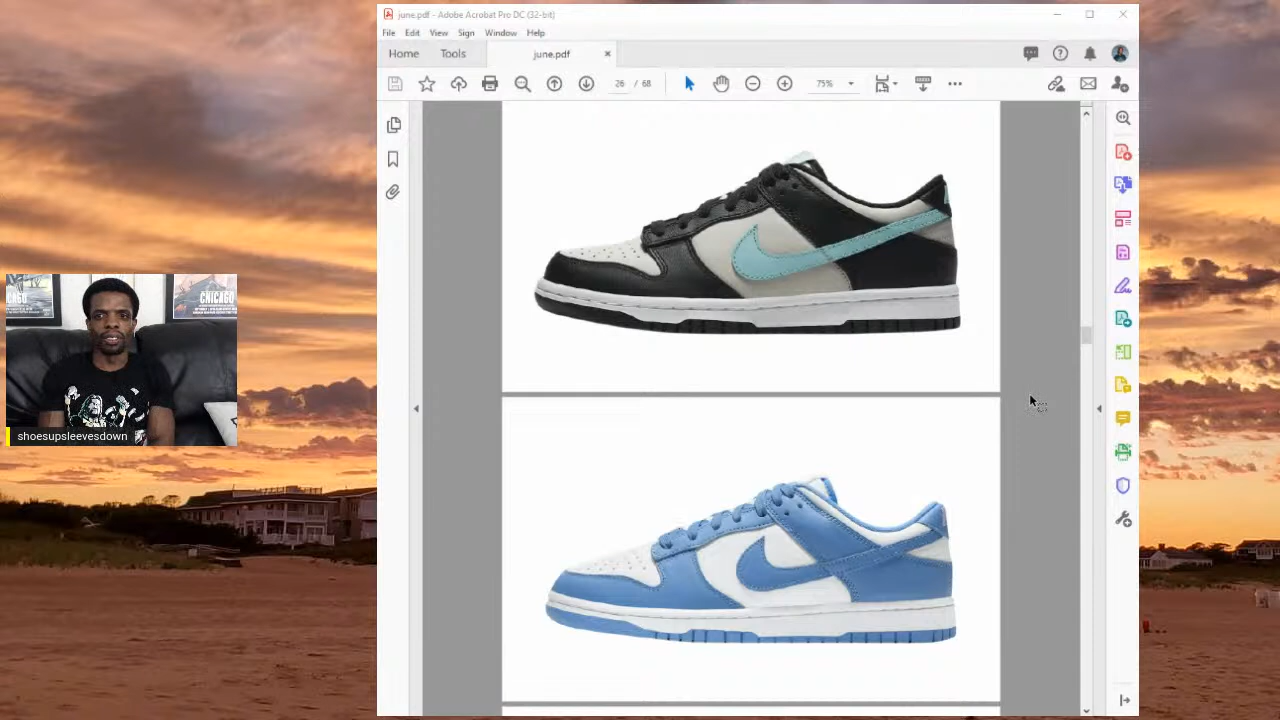 june.pdf - Adobe Acrobat Pro DC (32-bit)
File Edit View Sign Window Help
Home Tools june.pdf
26 / 68 75%
CHICAGO
shoesupsleevesdown